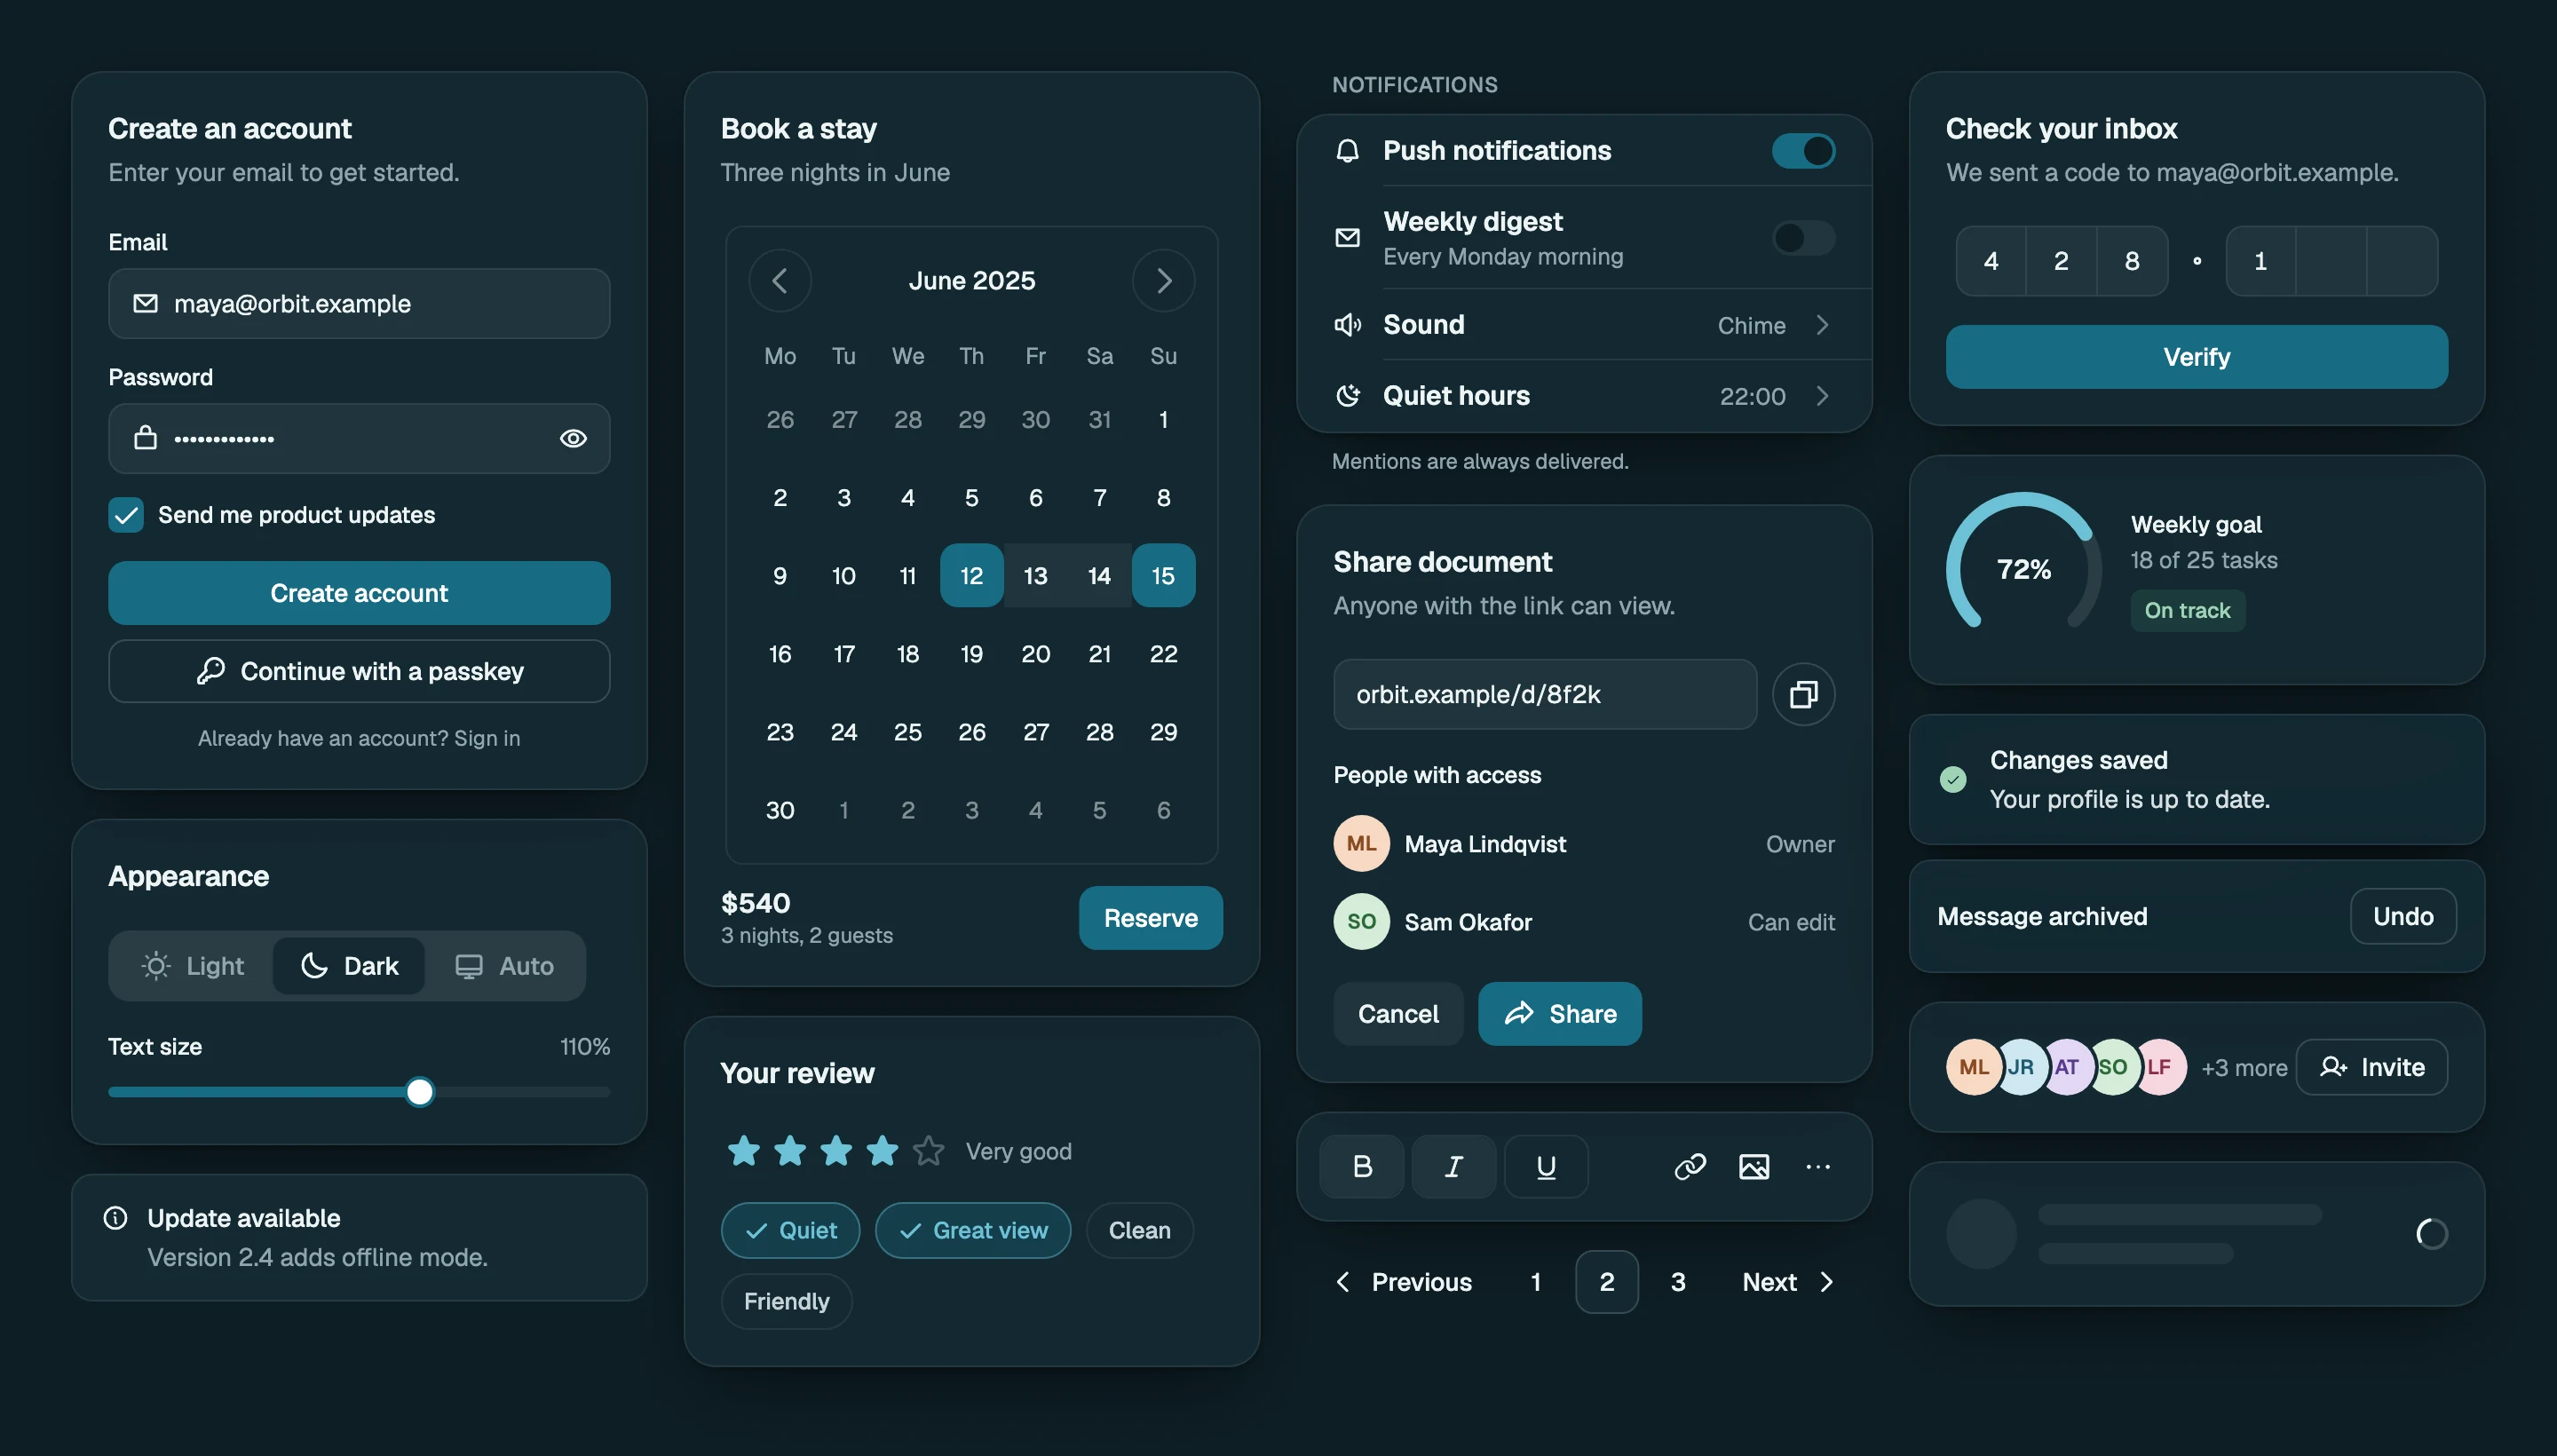 Create an account
Enter your email to get started.
Email
maya@orbit.example
Password
•••••••••••••
Send me product updates
Create account
Continue with a passkey
Already have an account? Sign in
Appearance
Light Dark Auto
Text size 110%
Update available
Version 2.4 adds offline mode.
Book a stay
Three nights in June
June 2025
Mo Tu We Th Fr Sa Su
26 27 28 29 30 31 1
2 3 4 5 6 7 8
9 10 11 12 13 14 15
16 17 18 19 20 21 22
23 24 25 26 27 28 29
30 1 2 3 4 5 6
$540
3 nights, 2 guests
Reserve
Your review
Very good
Quiet Great view Clean
Friendly
NOTIFICATIONS
Push notifications
Weekly digest
Every Monday morning
Sound Chime
Quiet hours 22:00
Mentions are always delivered.
Share document
Anyone with the link can view.
orbit.example/d/8f2k
People with access
ML Maya Lindqvist Owner
SO Sam Okafor Can edit
Cancel Share
B I U
Previous 1 2 3 Next
Check your inbox
We sent a code to maya@orbit.example.
4 2 8 1
Verify
72%
Weekly goal
18 of 25 tasks
On track
Changes saved
Your profile is up to date.
Message archived Undo
ML JR AT SO LF +3 more Invite